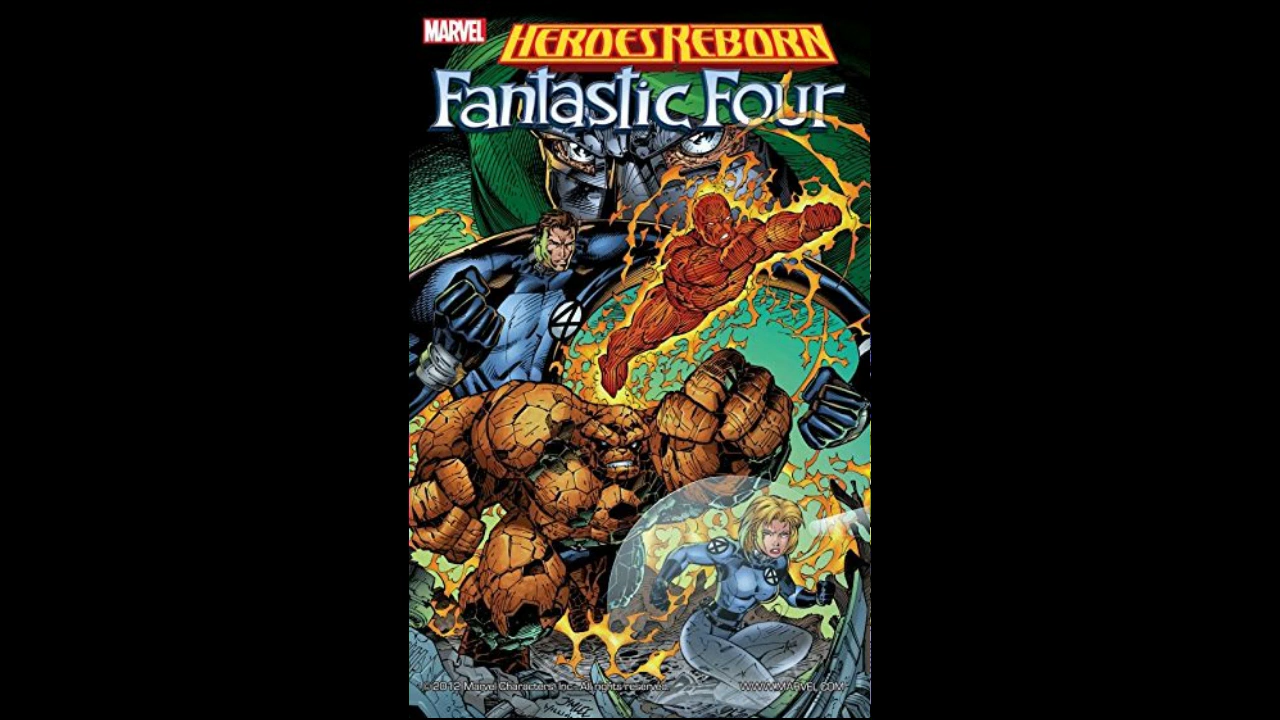 MARVEL
HEROES REBORN
FANTASTIC FOUR
© 2012 Marvel Characters, Inc. All rights reserved.
WWW.MARVEL.COM